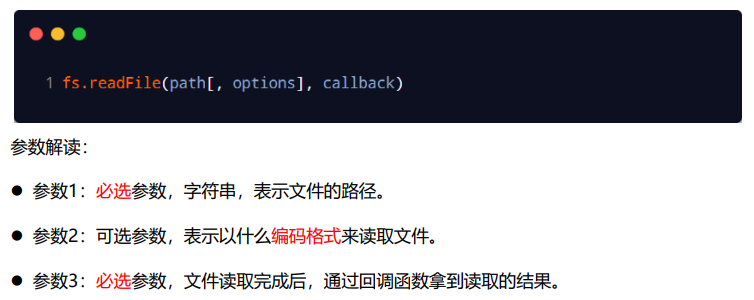 1 fs.readFile(path[, options], callback)
参数解读：
● 参数1：必选参数，字符串，表示文件的路径。
● 参数2：可选参数，表示以什么编码格式来读取文件。
● 参数3：必选参数，文件读取完成后，通过回调函数拿到读取的结果。